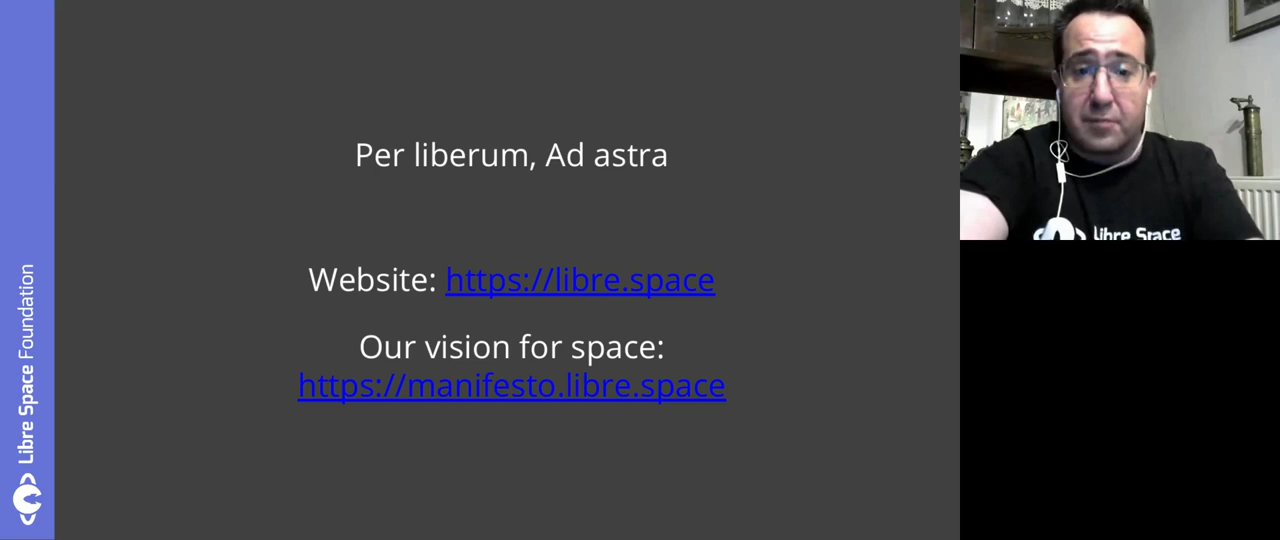 Per liberum, Ad astra
Website: https://libre.space
Our vision for space:
https://manifesto.libre.space
Libre Space Foundation
Libre Space